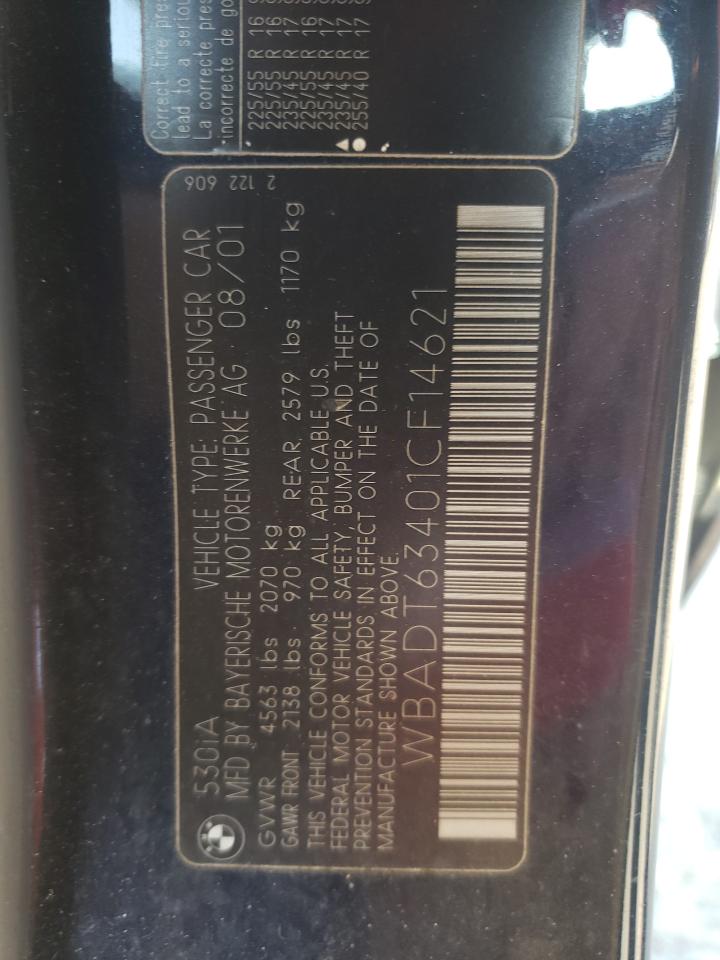 Correct tire pres
lead to a seriou
La correcte pres
incorrecte de go
225/55 R 16
225/55 R 16
235/45 R 17
225/55 R 16
235/45 R 17
235/45 R 17
255/40 R 17
2 122 606
530iA VEHICLE TYPE: PASSENGER CAR
MFD BY BAYERISCHE MOTORENWERKE AG 08/01
GVWR 4563 lbs 2070 kg
GAWR FRONT 2138 lbs 970 kg REAR 2579 lbs 1170 kg
THIS VEHICLE CONFORMS TO ALL APPLICABLE U.S.
FEDERAL MOTOR VEHICLE SAFETY, BUMPER AND THEFT
PREVENTION STANDARDS IN EFFECT ON THE DATE OF
MANUFACTURE SHOWN ABOVE.
WBADT63401CF14621